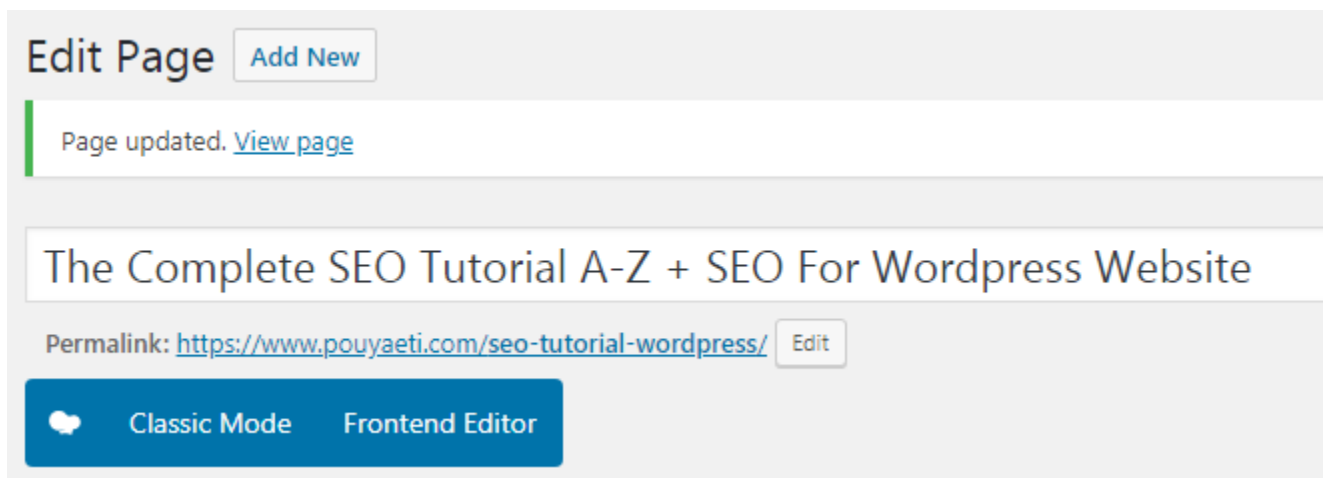 Edit Page Add New
Page updated. View page
The Complete SEO Tutorial A-Z + SEO For Wordpress Website
Permalink: https://www.pouyaeti.com/seo-tutorial-wordpress/ Edit
Classic Mode Frontend Editor